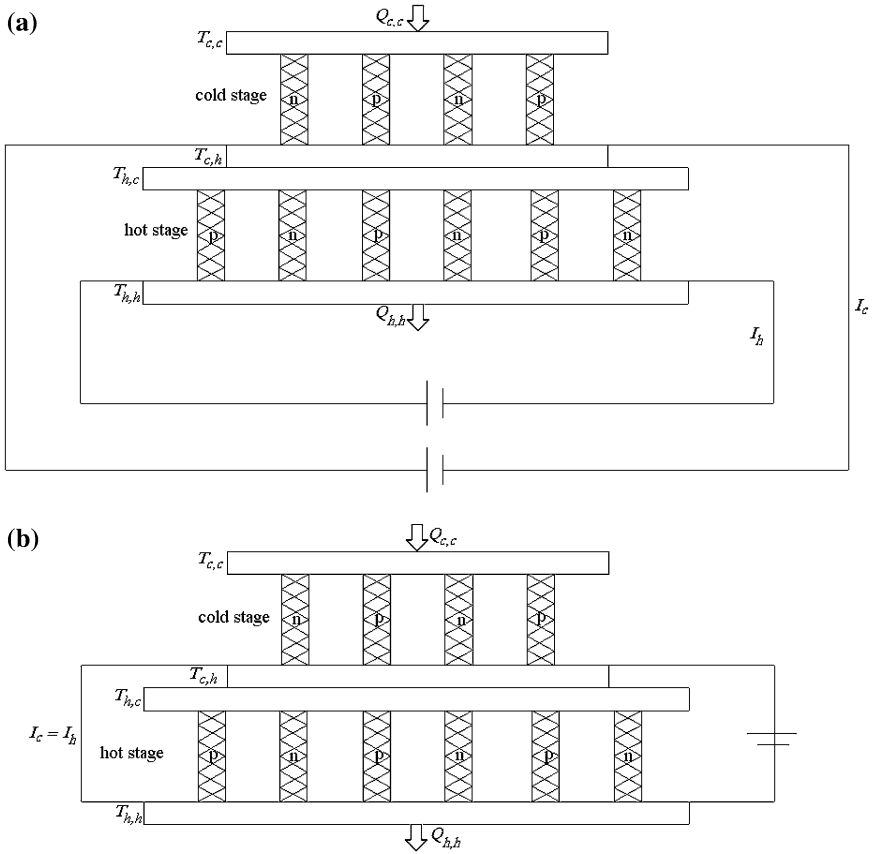 (a)
Q_{c,c}
T_{c,c}
cold stage
n p n p
T_{c,h}
T_{h,c}
hot stage
p n p n p n
T_{h,h}
Q_{h,h}
I_h
I_c
(b)
Q_{c,c}
T_{c,c}
cold stage
n p n p
T_{c,h}
T_{h,c}
I_c = I_h
hot stage
p n p n p n
T_{h,h}
Q_{h,h}